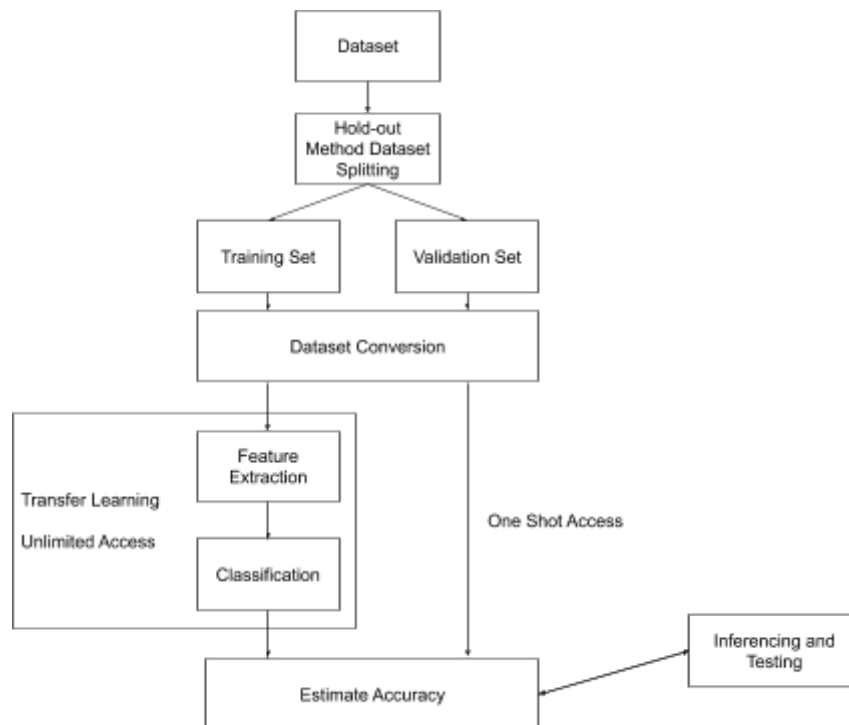 Dataset
Hold-out
Method Dataset
Splitting
Training Set
Validation Set
Dataset Conversion
Feature
Extraction
Transfer Learning
Unlimited Access
One Shot Access
Classification
Inferencing and
Testing
Estimate Accuracy